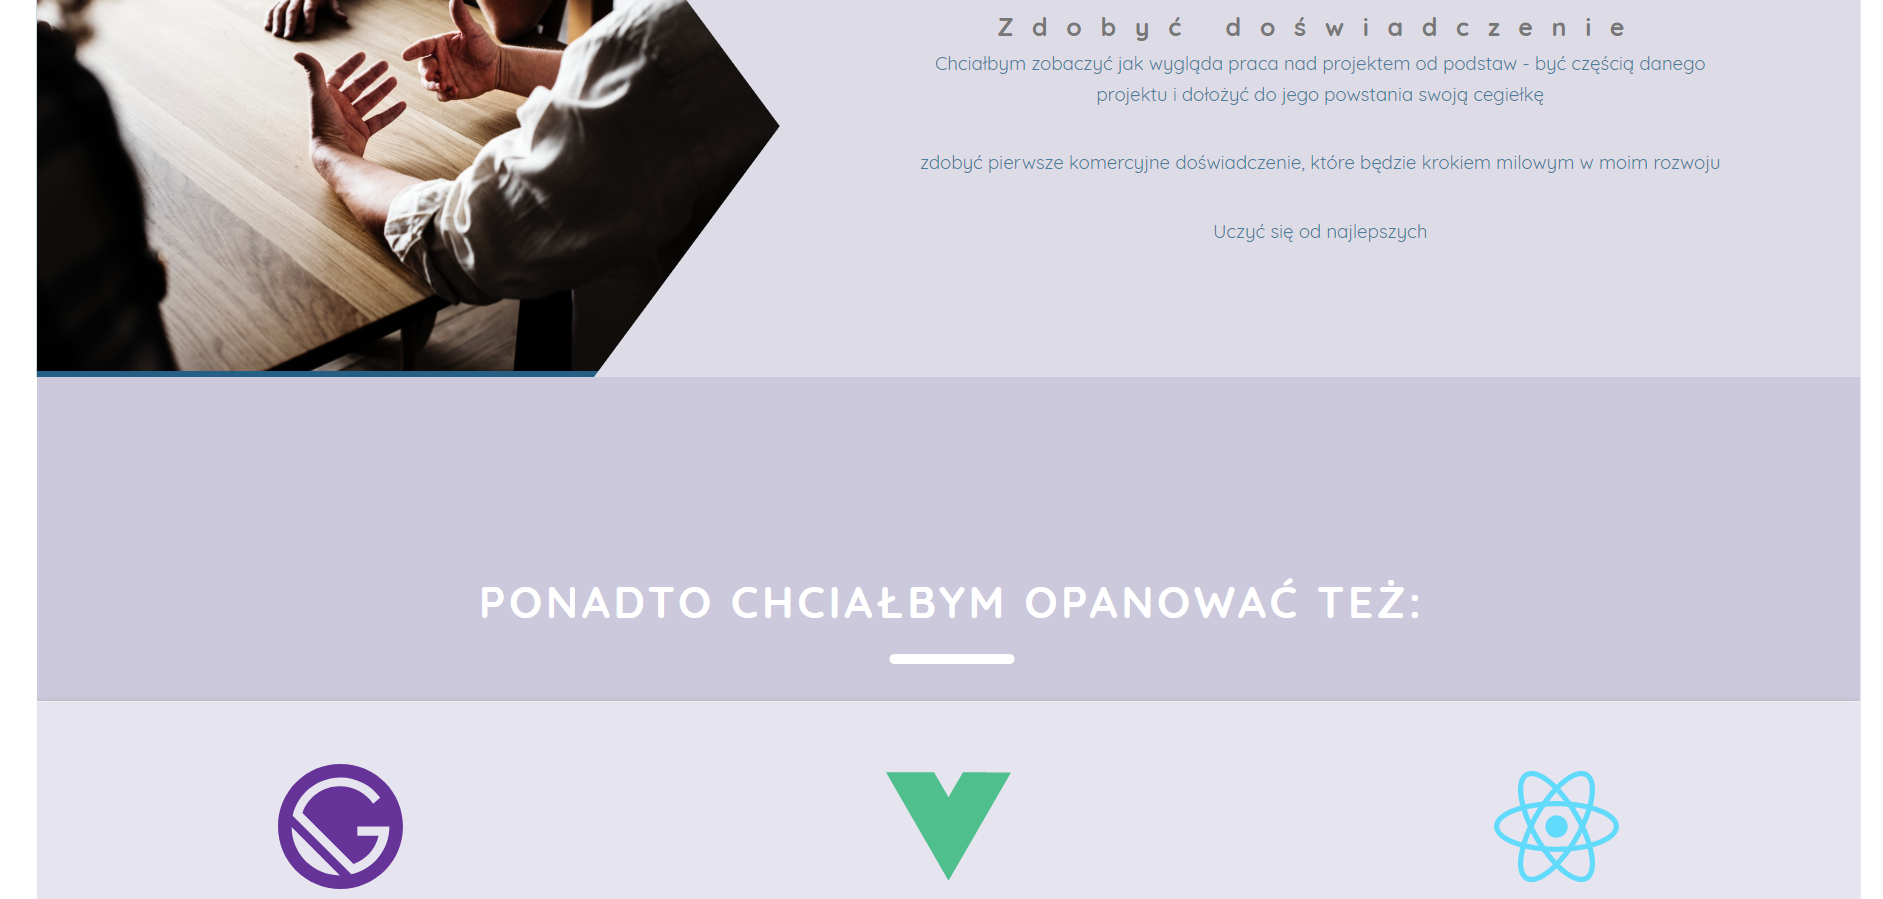 Zdobyć doświadczenie
Chciałbym zobaczyć jak wygląda praca nad projektem od podstaw - być częścią danego
projektu i dołożyć do jego powstania swoją cegiełkę
zdobyć pierwsze komercyjne doświadczenie, które będzie krokiem milowym w moim rozwoju
Uczyć się od najlepszych
PONADTO CHCIAŁBYM OPANOWAĆ TEŻ: